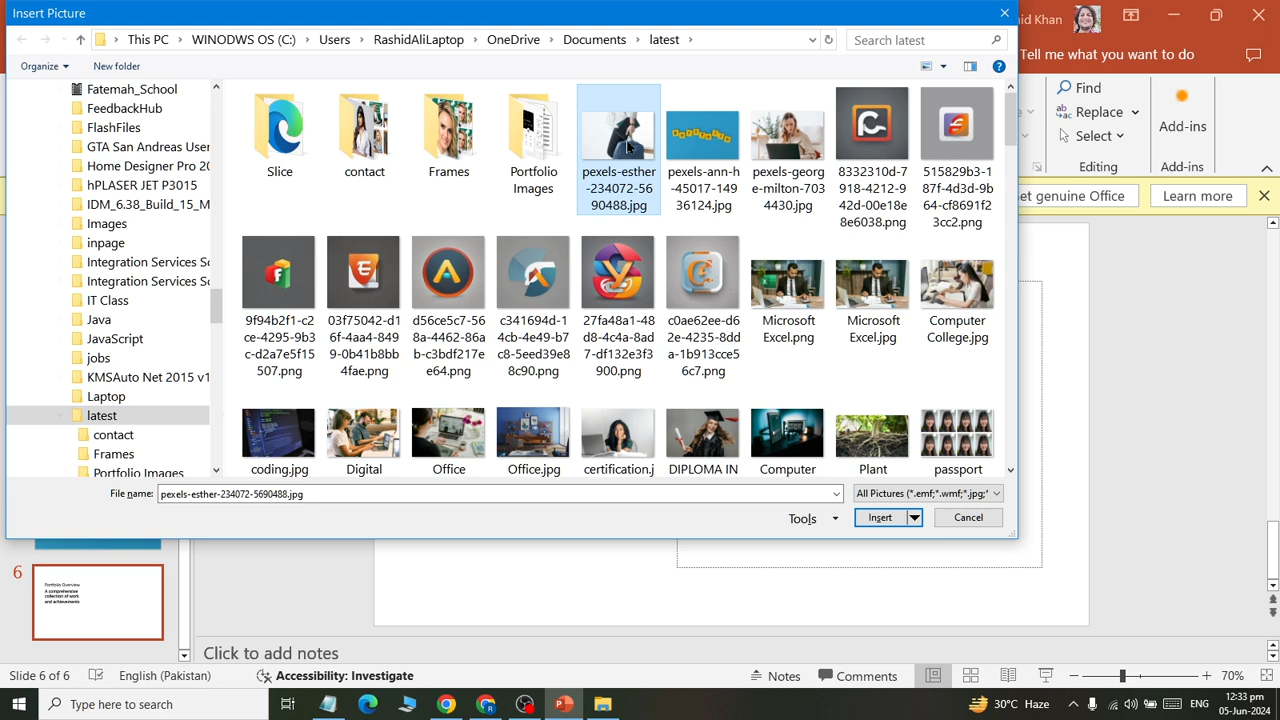 Insert Picture
hid Khan
This PC
WINODWS OS (C:)
Users
RashidAliLaptop
OneDrive
Documents
latest
Search latest
Tell me what you want to do
Organize
New folder
Fatemah_School
FeedbackHub
FlashFiles
GTA San Andreas User
Home Designer Pro 20
hPLASER JET P3015
IDM_6.38_Build_15_M
Images
inpage
Integration Services Sc
Integration Services Sc
IT Class
Java
JavaScript
jobs
KMSAuto Net 2015 v1
Laptop
latest
contact
Frames
Portfolio Images
Slice
contact
Frames
Portfolio
Images
pexels-esther
-234072-56
90488.jpg
pexels-ann-h
-45017-149
36124.jpg
pexels-georg
e-milton-703
4430.jpg
8332310d-7
918-4212-9
42d-00e18e
8e6038.png
515829b3-1
87f-4d3d-9b
64-cf8691f2
3cc2.png
9f94b2f1-c2
ce-4295-9b3
c-d2a7e5f15
507.png
03f75042-d1
6f-4aa4-849
9-0b41b8bb
4fae.png
d56ce5c7-56
8a-4462-86a
b-c3bdf217e
e64.png
c341694d-1
4cb-4e49-b7
c8-5eed39e8
8c90.png
27fa48a1-48
d8-4c4a-8ad
7-df132e3f3
900.png
c0ae62ee-d6
2e-4235-8dd
a-1b913cce5
6c7.png
Microsoft
Excel.png
Microsoft
Excel.jpg
Computer
College.jpg
coding.jpg
Digital
Office
Office.jpg
certification.j
DIPLOMA IN
Computer
Plant
passport
File name:
pexels-esther-234072-5690488.jpg
All Pictures (*.emf;*.wmf;*.jpg;*
Tools
Insert
Cancel
Find
Replace
Select
Editing
Add-ins
Add-ins
et genuine Office
Learn more
6
Portfolio Overview
A comprehensive
collection of work
and achievements
Click to add notes
Slide 6 of 6
English (Pakistan)
Accessibility: Investigate
Notes
Comments
70%
Type here to search
30°C Haze
ENG
12:33 pm
05-Jun-2024